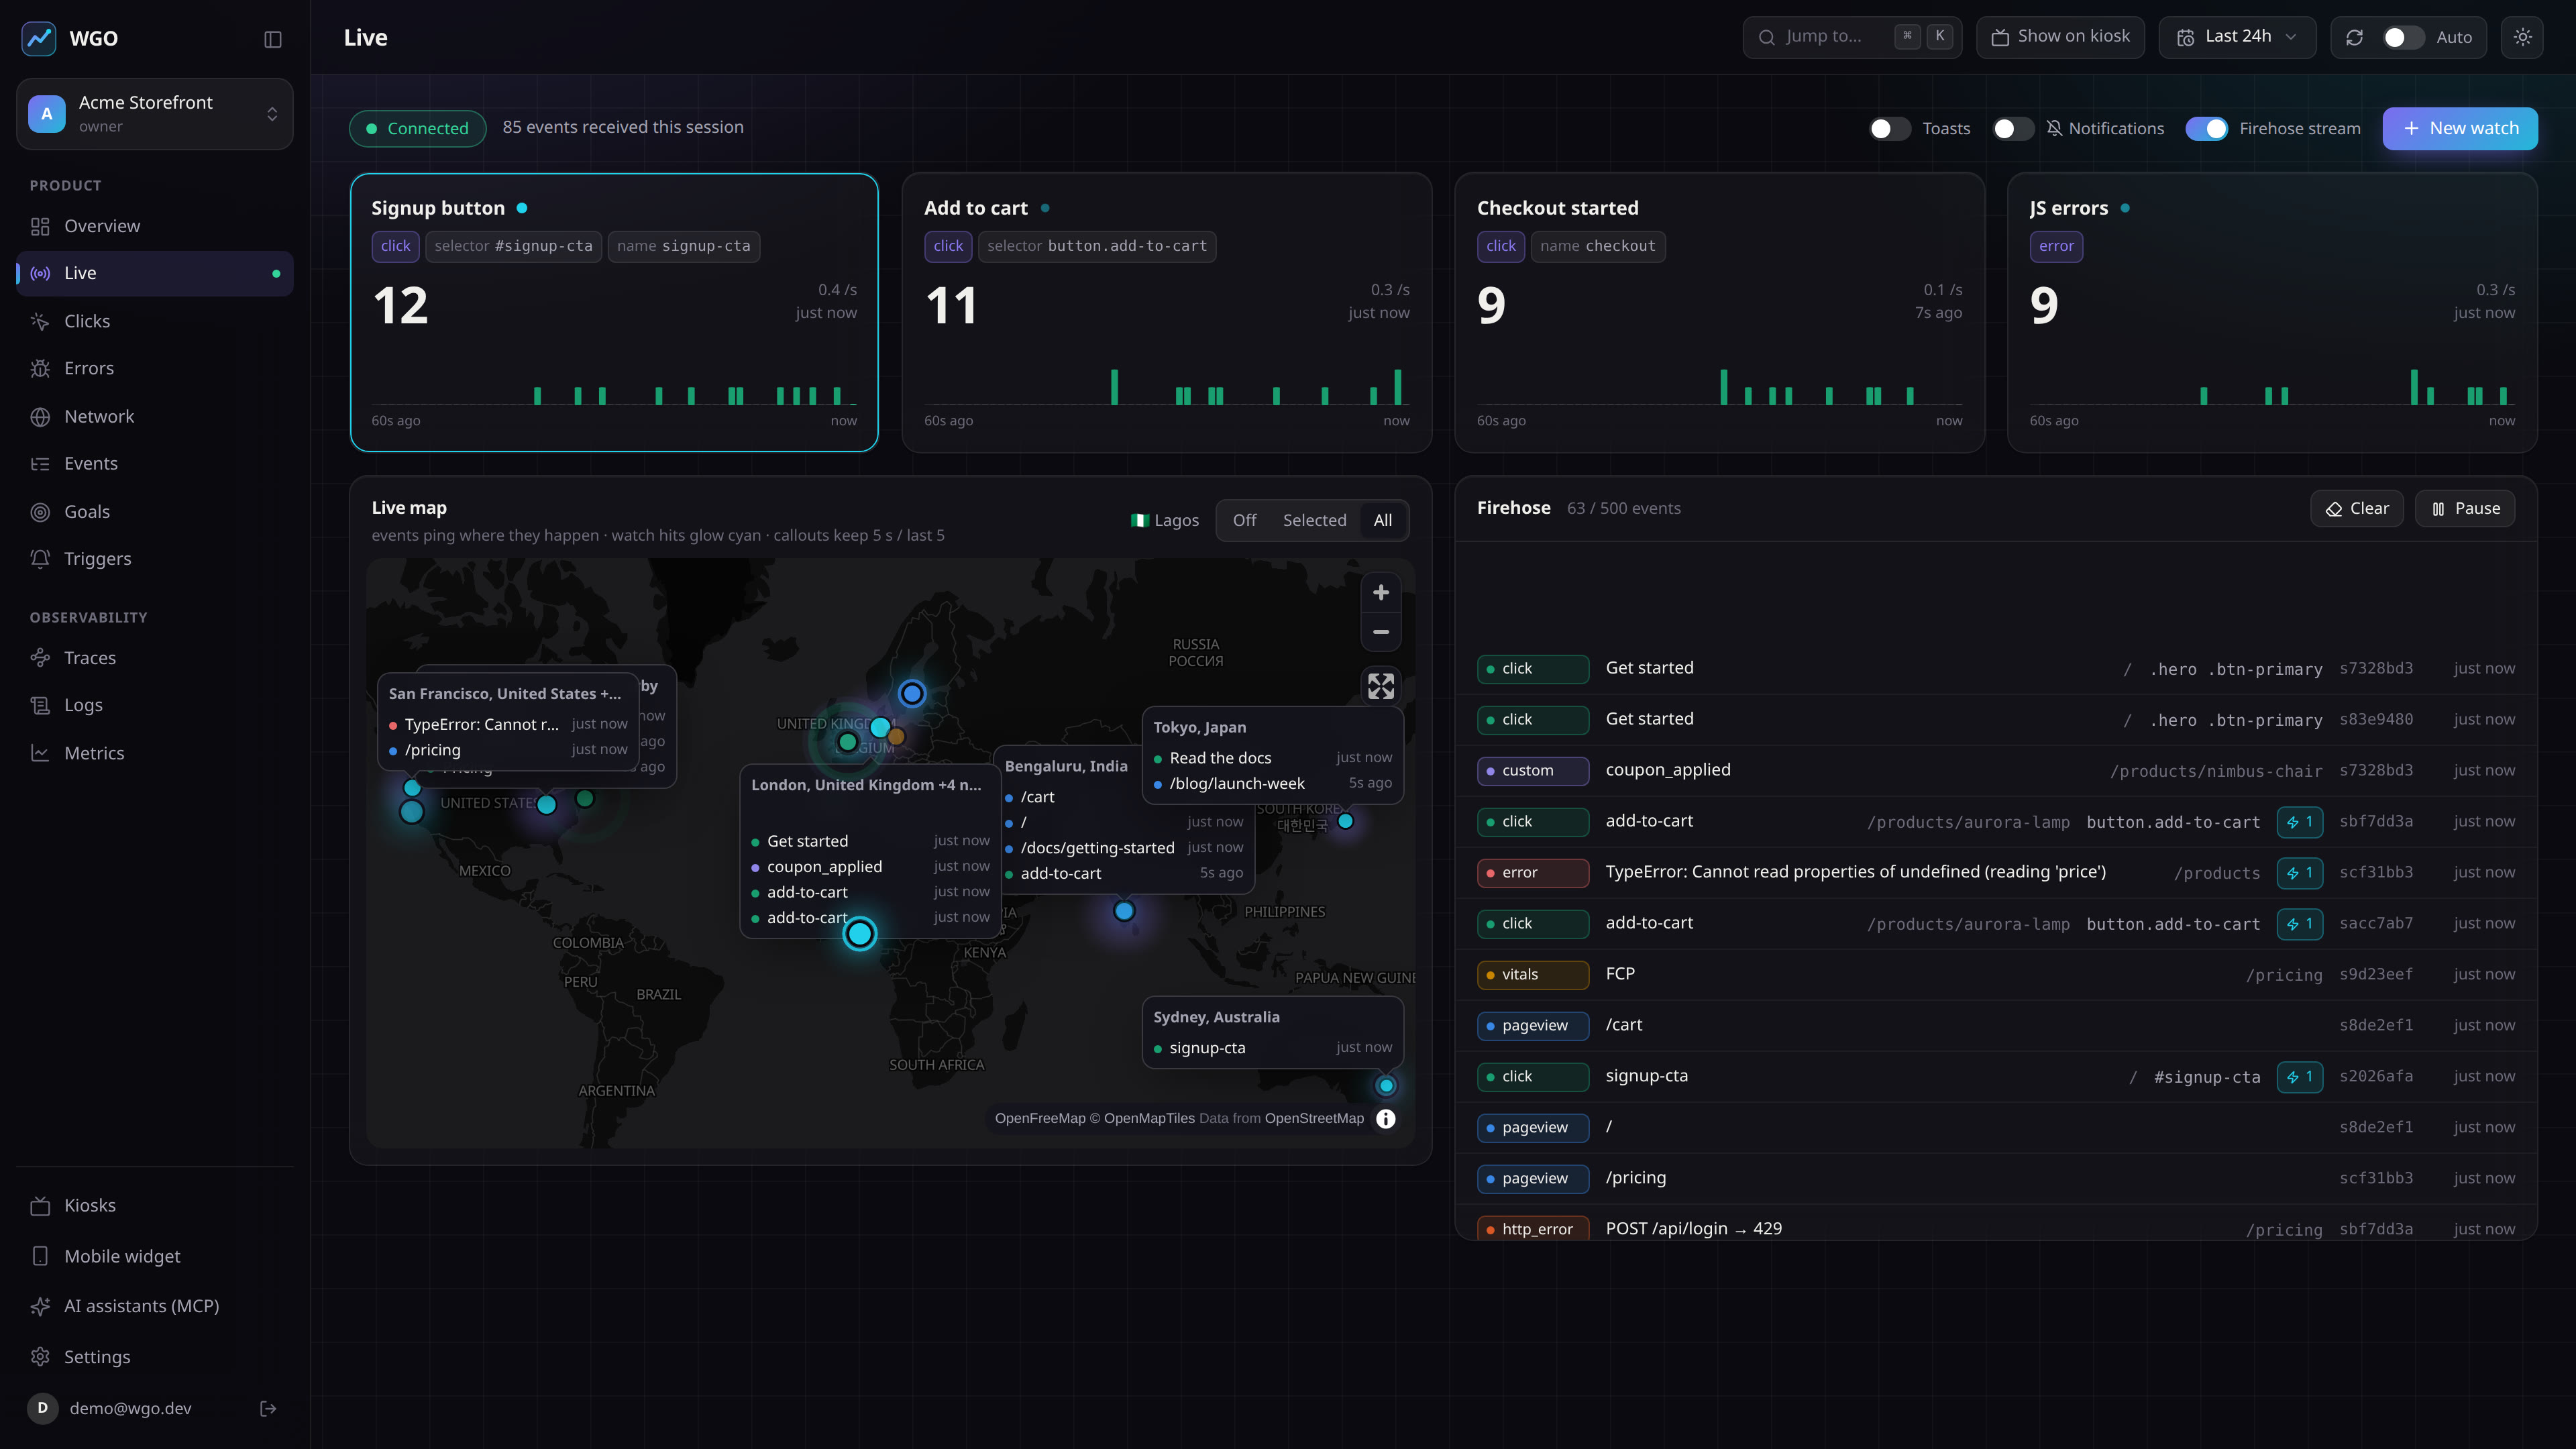 WGO
Live
Jump to...
⌘ K
Show on kiosk
Last 24h
Auto
A
Acme Storefront
owner
PRODUCT
Overview
Live
Clicks
Errors
Network
Events
Goals
Triggers
OBSERVABILITY
Traces
Logs
Metrics
Kiosks
Mobile widget
AI assistants (MCP)
Settings
D
demo@wgo.dev
Connected
85 events received this session
Toasts
Notifications
Firehose stream
New watch
Signup button
click selector #signup-cta name signup-cta
12
0.4 /s
just now
60s ago now
Add to cart
click selector button.add-to-cart
11
0.3 /s
just now
60s ago now
Checkout started
click name checkout
9
0.1 /s
7s ago
60s ago now
JS errors
error
9
0.3 /s
just now
60s ago now
Live map
events ping where they happen · watch hits glow cyan · callouts keep 5 s / last 5
Lagos
Off Selected All
RUSSIA
РОССИЯ
San Francisco, United States +...
TypeError: Cannot r... just now
/pricing just now
UNITED STATES
MEXICO
COLOMBIA
PERU
BRAZIL
ARGENTINA
UNITED KINGDOM
London, United Kingdom +4 n...
Get started just now
coupon_applied just now
add-to-cart just now
add-to-cart just now
Bengaluru, India
/cart
/ just now
/docs/getting-started just now
add-to-cart 5s ago
Tokyo, Japan
Read the docs just now
/blog/launch-week 5s ago
SOUTH KOREA
대한민국
PHILIPPINES
KENYA
PAPUA NEW GUINE
SOUTH AFRICA
Sydney, Australia
signup-cta just now
OpenFreeMap © OpenMapTiles Data from OpenStreetMap
Firehose 63 / 500 events
Clear
Pause
click Get started / .hero .btn-primary s7328bd3 just now
click Get started / .hero .btn-primary s83e9480 just now
custom coupon_applied /products/nimbus-chair s7328bd3 just now
click add-to-cart /products/aurora-lamp button.add-to-cart 1 sbf7dd3a just now
error TypeError: Cannot read properties of undefined (reading 'price') /products 1 scf31bb3 just now
click add-to-cart /products/aurora-lamp button.add-to-cart 1 sacc7ab7 just now
vitals FCP /pricing s9d23eef just now
pageview /cart s8de2ef1 just now
click signup-cta / #signup-cta 1 s2026afa just now
pageview / s8de2ef1 just now
pageview /pricing scf31bb3 just now
http_error POST /api/login → 429 /pricing sbf7dd3a just now